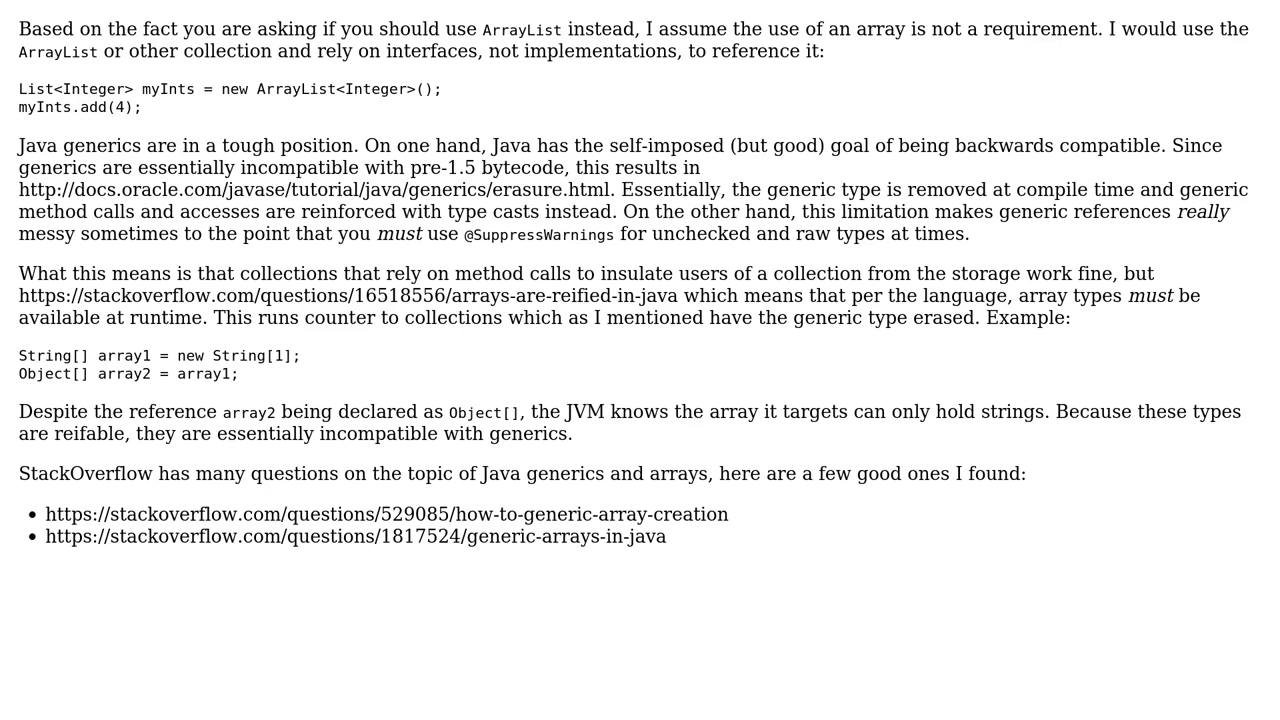 Based on the fact you are asking if you should use ArrayList instead, I assume the use of an array is not a requirement. I would use the
ArrayList or other collection and rely on interfaces, not implementations, to reference it:
List<Integer> myInts = new ArrayList<Integer>();
myInts.add(4);
Java generics are in a tough position. On one hand, Java has the self-imposed (but good) goal of being backwards compatible. Since
generics are essentially incompatible with pre-1.5 bytecode, this results in
http://docs.oracle.com/javase/tutorial/java/generics/erasure.html. Essentially, the generic type is removed at compile time and generic
method calls and accesses are reinforced with type casts instead. On the other hand, this limitation makes generic references really
messy sometimes to the point that you must use @SuppressWarnings for unchecked and raw types at times.
What this means is that collections that rely on method calls to insulate users of a collection from the storage work fine, but
https://stackoverflow.com/questions/16518556/arrays-are-reified-in-java which means that per the language, array types must be
available at runtime. This runs counter to collections which as I mentioned have the generic type erased. Example:
String[] array1 = new String[1];
Object[] array2 = array1;
Despite the reference array2 being declared as Object[], the JVM knows the array it targets can only hold strings. Because these types
are reifable, they are essentially incompatible with generics.
StackOverflow has many questions on the topic of Java generics and arrays, here are a few good ones I found:
• https://stackoverflow.com/questions/529085/how-to-generic-array-creation
• https://stackoverflow.com/questions/1817524/generic-arrays-in-java